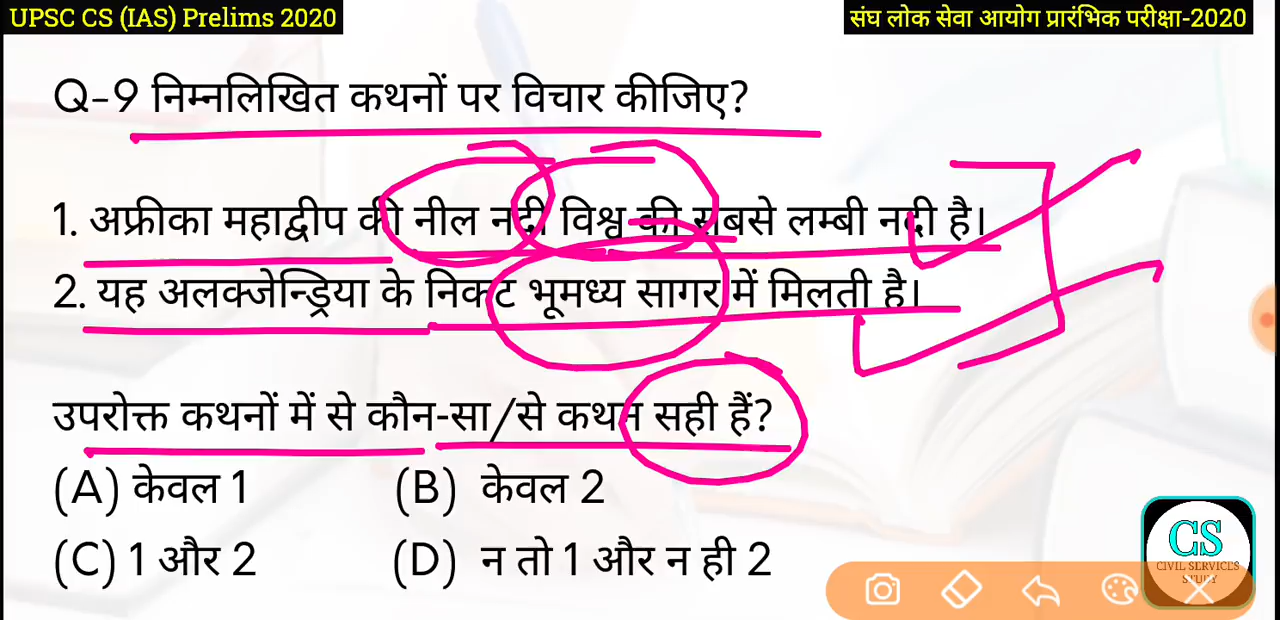 UPSC CS (IAS) Prelims 2020
संघ लोक सेवा आयोग प्रारंभिक परीक्षा-2020
Q-9 निम्नलिखित कथनों पर विचार कीजिए?
1. अफ्रीका महाद्वीप की नील नदी विश्व की सबसे लम्बी नदी है।
2. यह अलक्जेन्ड्रिया के निकट भूमध्य सागर में मिलती है।
उपरोक्त कथनों में से कौन-सा/से कथन सही हैं?
(A) केवल 1 (B) केवल 2
(C) 1 और 2 (D) न तो 1 और न ही 2
CS
CIVIL SERVICES
STUDY